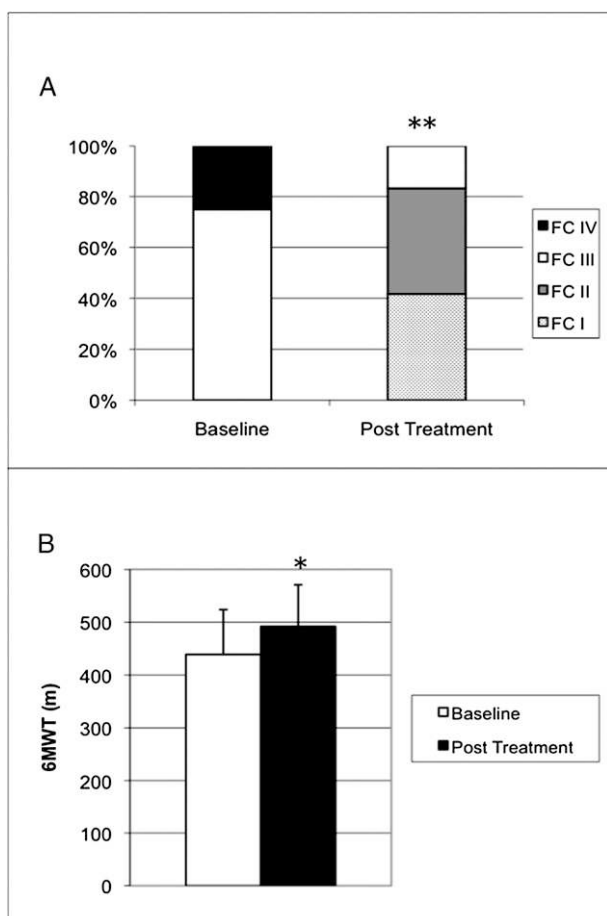 A
**
100%
80%
60%
40%
20%
0%
Baseline
Post Treatment
FC IV
FC III
FC II
FC I
B
*
6MWT (m)
600
500
400
300
200
100
0
Baseline
Post Treatment